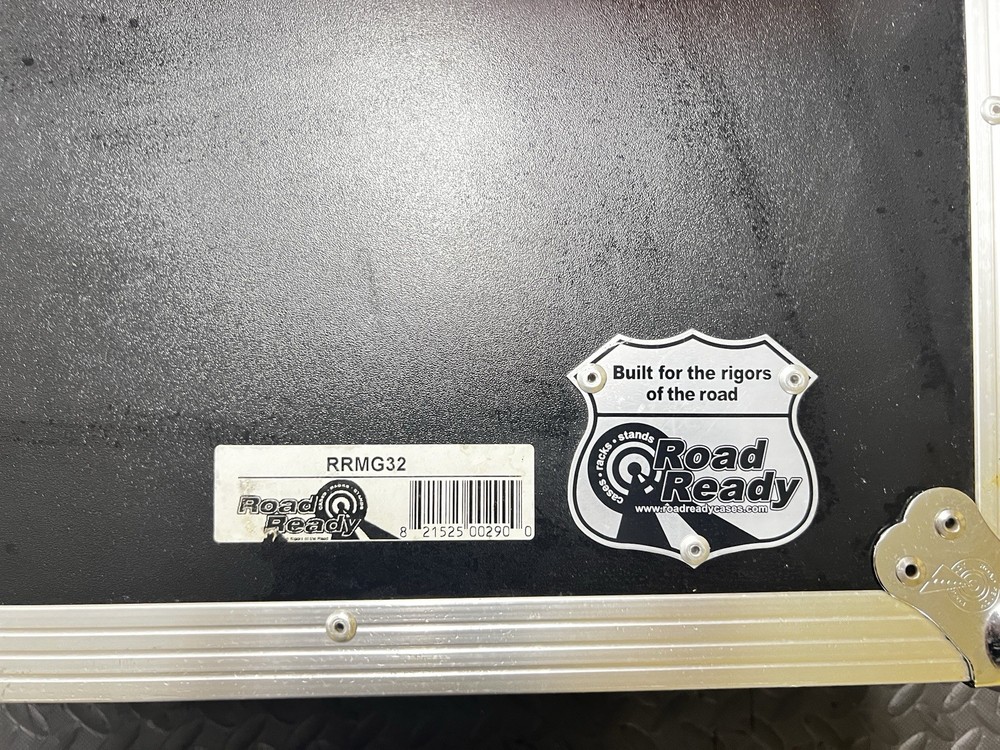 RRMG32
Road
Ready
8 21525 00290 0
Built for the rigors
of the road
cases • racks • stands
Road
Ready
www.roadreadycases.com